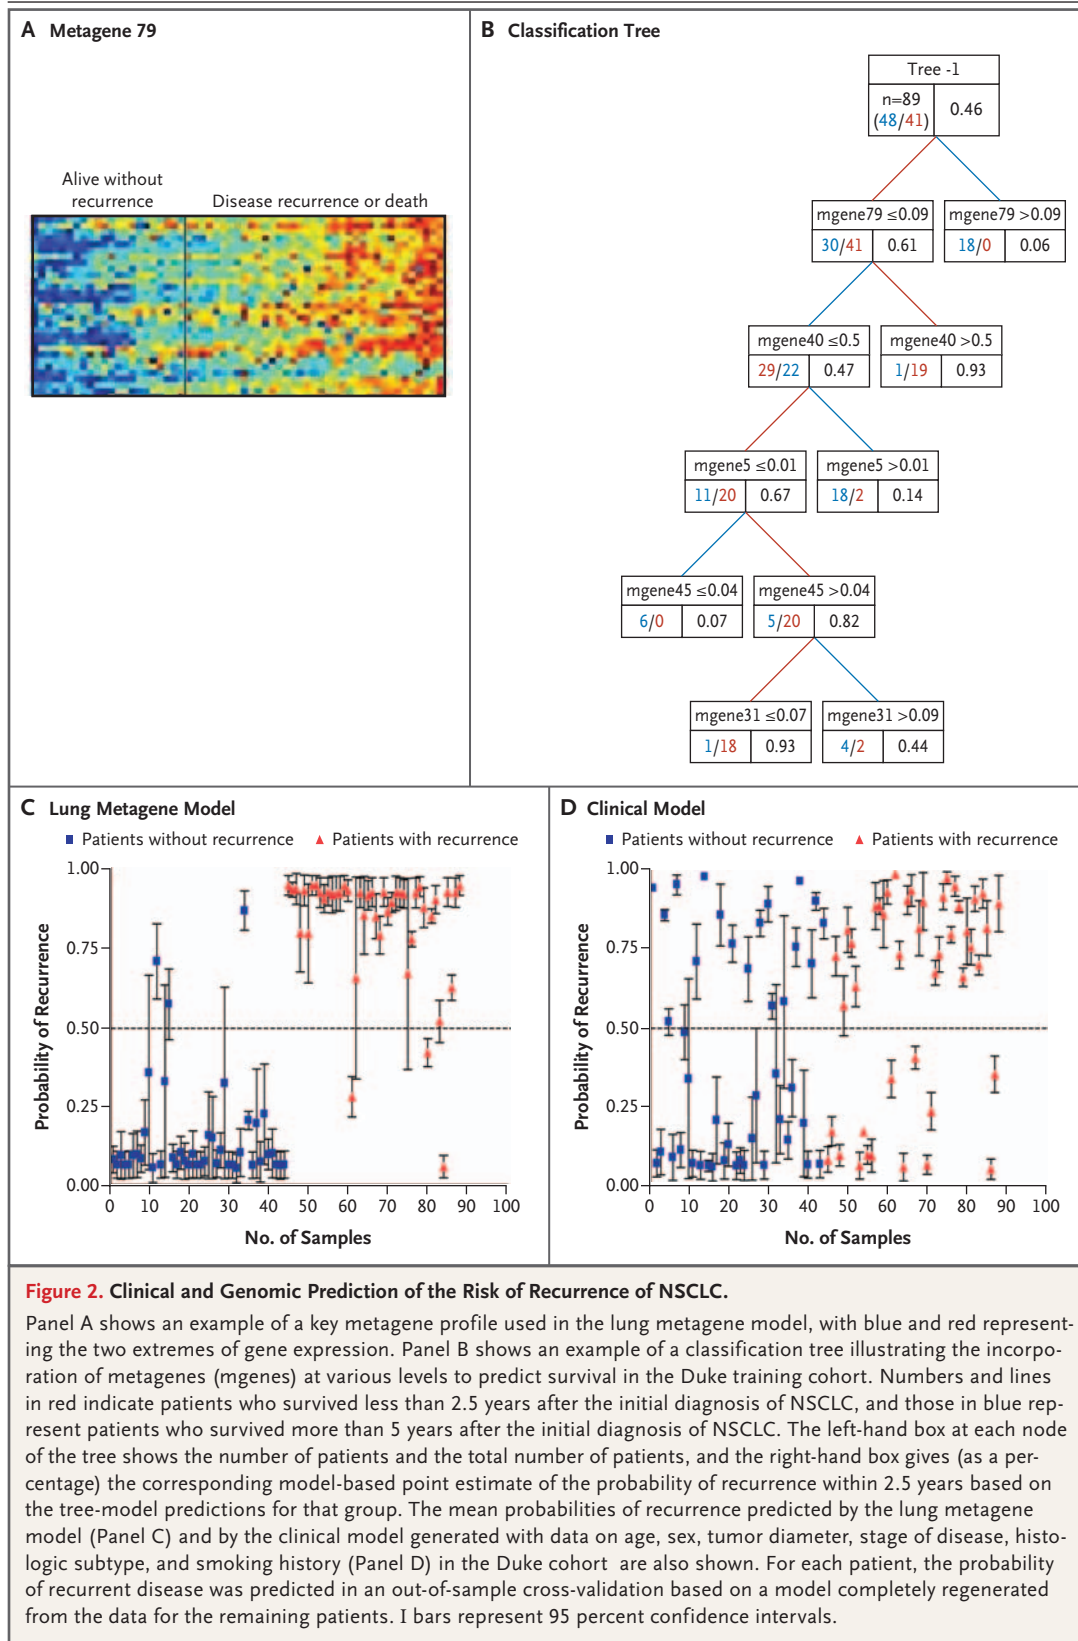 A Metagene 79
Alive without
recurrence
Disease recurrence or death
B Classification Tree
Tree -1
n=89
(48/41)
0.46
mgene79 ≤0.09
30/41
0.61
mgene79 >0.09
18/0
0.06
mgene40 ≤0.5
29/22
0.47
mgene40 >0.5
1/19
0.93
mgene5 ≤0.01
11/20
0.67
mgene5 >0.01
18/2
0.14
mgene45 ≤0.04
6/0
0.07
mgene45 >0.04
5/20
0.82
mgene31 ≤0.07
1/18
0.93
mgene31 >0.09
4/2
0.44
C Lung Metagene Model
Patients without recurrence
Patients with recurrence
Probability of Recurrence
1.00
0.75
0.50
0.25
0.00
0 10 20 30 40 50 60 70 80 90 100
No. of Samples
D Clinical Model
Patients without recurrence
Patients with recurrence
Probability of Recurrence
1.00
0.75
0.50
0.25
0.00
0 10 20 30 40 50 60 70 80 90 100
No. of Samples
Figure 2. Clinical and Genomic Prediction of the Risk of Recurrence of NSCLC.
Panel A shows an example of a key metagene profile used in the lung metagene model, with blue and red represent-
ing the two extremes of gene expression. Panel B shows an example of a classification tree illustrating the incorpo-
ration of metagenes (mgenes) at various levels to predict survival in the Duke training cohort. Numbers and lines
in red indicate patients who survived less than 2.5 years after the initial diagnosis of NSCLC, and those in blue rep-
resent patients who survived more than 5 years after the initial diagnosis of NSCLC. The left-hand box at each node
of the tree shows the number of patients and the total number of patients, and the right-hand box gives (as a per-
centage) the corresponding model-based point estimate of the probability of recurrence within 2.5 years based on
the tree-model predictions for that group. The mean probabilities of recurrence predicted by the lung metagene
model (Panel C) and by the clinical model generated with data on age, sex, tumor diameter, stage of disease, histo-
logic subtype, and smoking history (Panel D) in the Duke cohort are also shown. For each patient, the probability
of recurrent disease was predicted in an out-of-sample cross-validation based on a model completely regenerated
from the data for the remaining patients. I bars represent 95 percent confidence intervals.